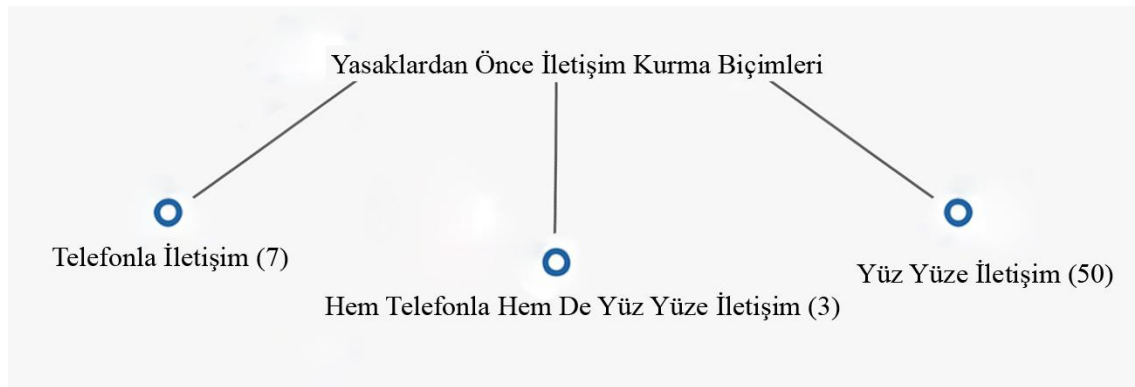 Yasaklardan Önce İletişim Kurma Biçimleri
Telefonla İletişim (7)
Hem Telefonla Hem De Yüz Yüze İletişim (3)
Yüz Yüze İletişim (50)